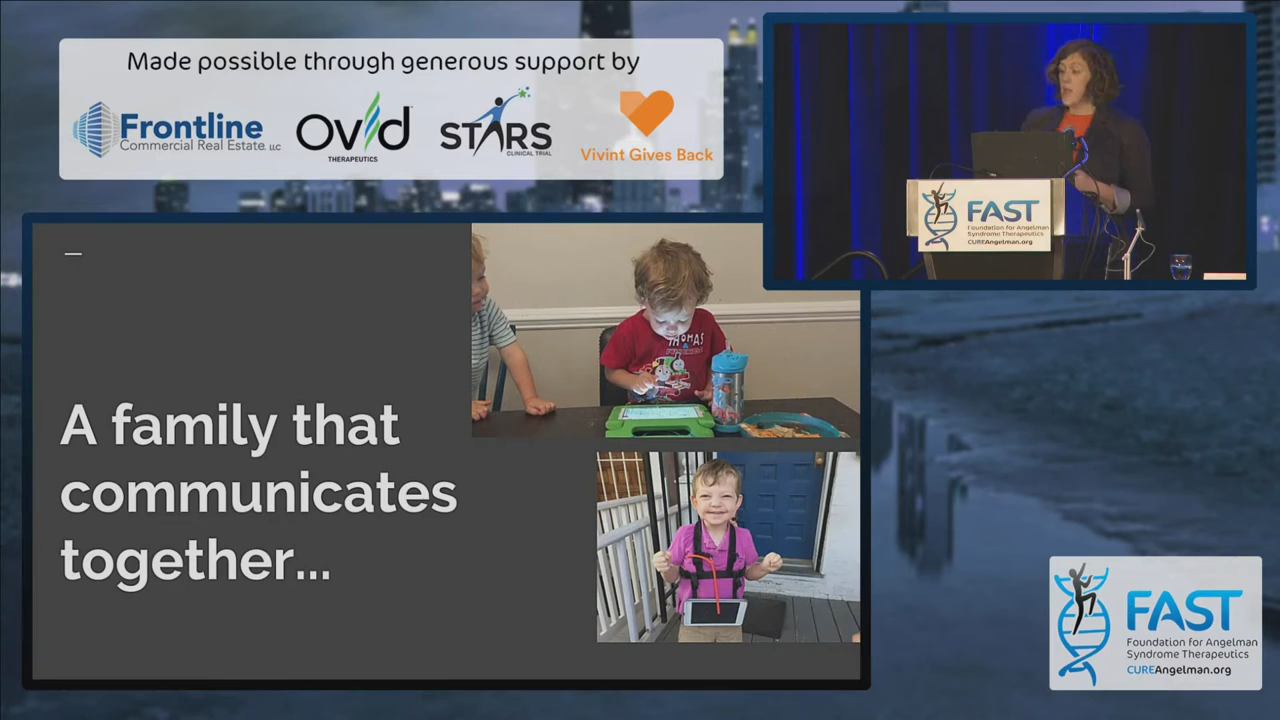 Made possible through generous support by
Frontline
Commercial Real Estate, LLC
OVID
THERAPEUTICS
STARS
CLINICAL TRIAL
Vivint Gives Back
FAST
Foundation for Angelman
Syndrome Therapeutics
CUREAngelman.org
A family that
communicates
together...
THOMAS
FAST
Foundation for Angelman
Syndrome Therapeutics
CUREAngelman.org